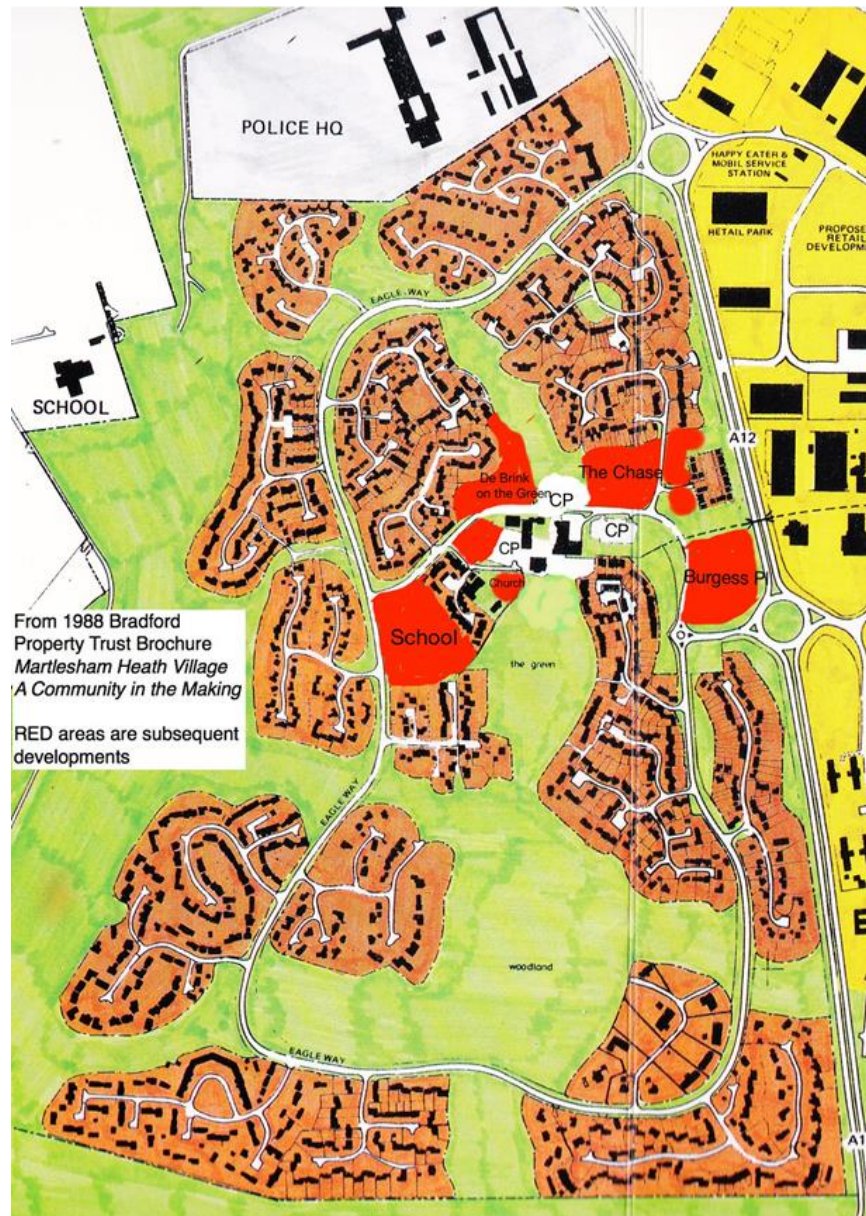 POLICE HQ
HAPPY EATER &
MOBIL SERVICE
STATION
RETAIL PARK
PROPOSE
RETAIL
DEVELOPM
EAGLE-WAY
SCHOOL
A12
De Brink
on the Green
The Chase
CP
CP
CP
Burgess Pl
Church
School
the green
From 1988 Bradford
Property Trust Brochure
Martlesham Heath Village
A Community in the Making
RED areas are subsequent
developments
EAGLE WAY
woodland
EAGLE WAY
A1